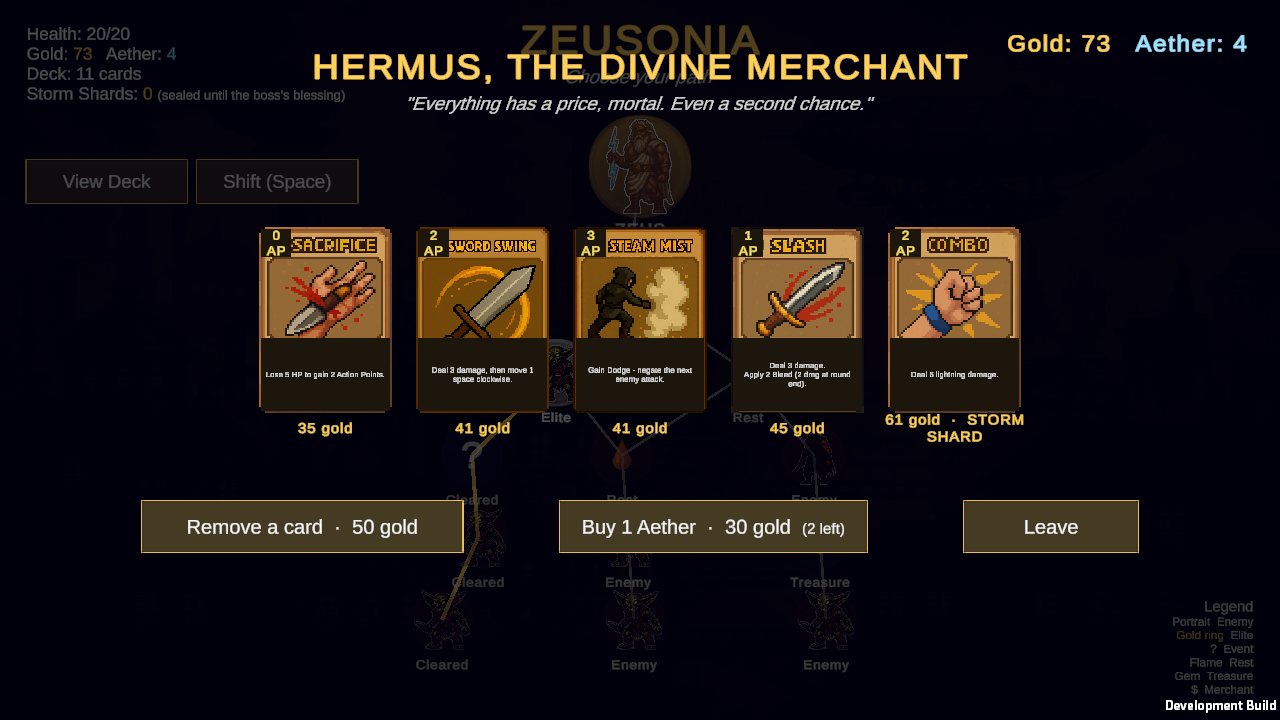 Health: 20/20
Gold: 73 Aether: 4
Deck: 11 cards
Storm Shards: 0 (sealed until the boss's blessing)
ZEUSONIA
Choose your path
HERMUS, THE DIVINE MERCHANT
"Everything has a price, mortal. Even a second chance."
Gold: 73 Aether: 4
View Deck
Shift (Space)
ZEUS
0 AP
SACRIFICE
Lose 5 HP to gain 2 Action Points.
35 gold
2 AP
SWORD SWING
Deal 3 damage, then move 1
space clockwise.
41 gold
3 AP
STEAM MIST
Gain Dodge - negate the next
enemy attack.
41 gold
1 AP
SLASH
Deal 3 damage.
Apply 2 Bleed (2 dmg at round
end).
45 gold
2 AP
COMBO
Deal 5 lightning damage.
61 gold · STORM
SHARD
Elite
Rest
?
Cleared
Rest
Enemy
Remove a card · 50 gold
Buy 1 Aether · 30 gold (2 left)
Leave
Cleared
Enemy
Treasure
Cleared
Enemy
Enemy
Legend
Portrait Enemy
Gold ring Elite
? Event
Flame Rest
Gem Treasure
$ Merchant
Development Build